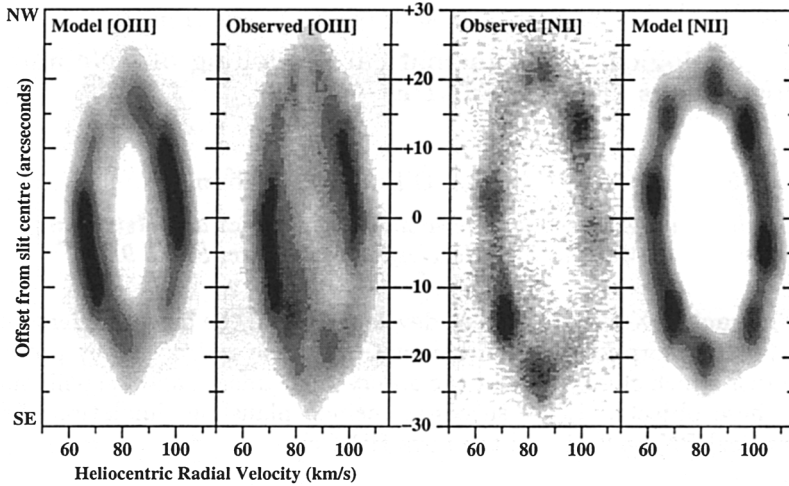 NW
Model [OIII]
Observed [OIII]
+30
Observed [NII]
Model [NII]
+20
+10
0
−10
−20
−30
SE
Offset from slit centre (arcseconds)
60 80 100 60 80 100 60 80 100 60 80 100
Heliocentric Radial Velocity (km/s)